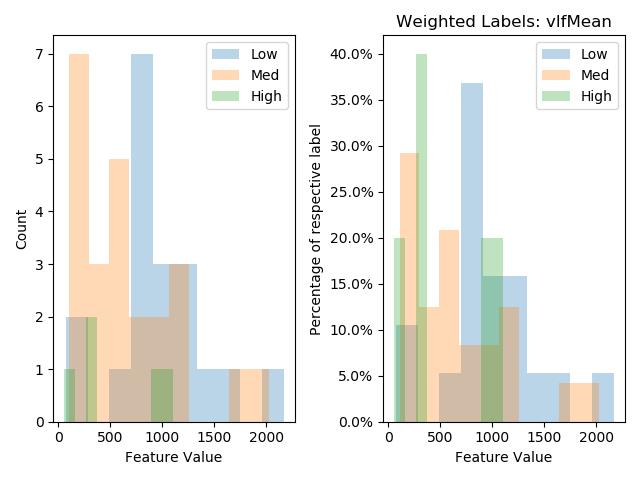 Weighted Labels: vlfMean
7
6
5
4
3
2
1
0
Count
0 500 1000 1500 2000
Feature Value
Low
Med
High
40.0%
35.0%
30.0%
25.0%
20.0%
15.0%
10.0%
5.0%
0.0%
Percentage of respective label
0 500 1000 1500 2000
Feature Value
Low
Med
High